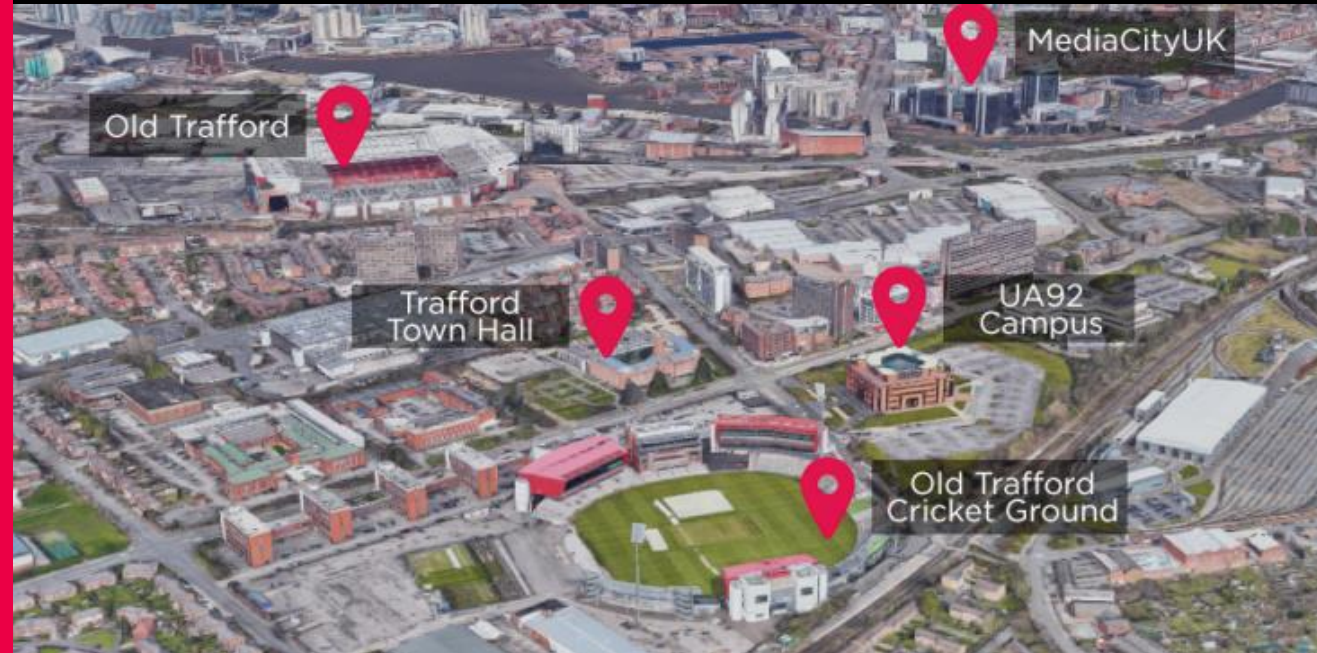 MediaCityUK
Old Trafford
Trafford
Town Hall
UA92
Campus
Old Trafford
Cricket Ground